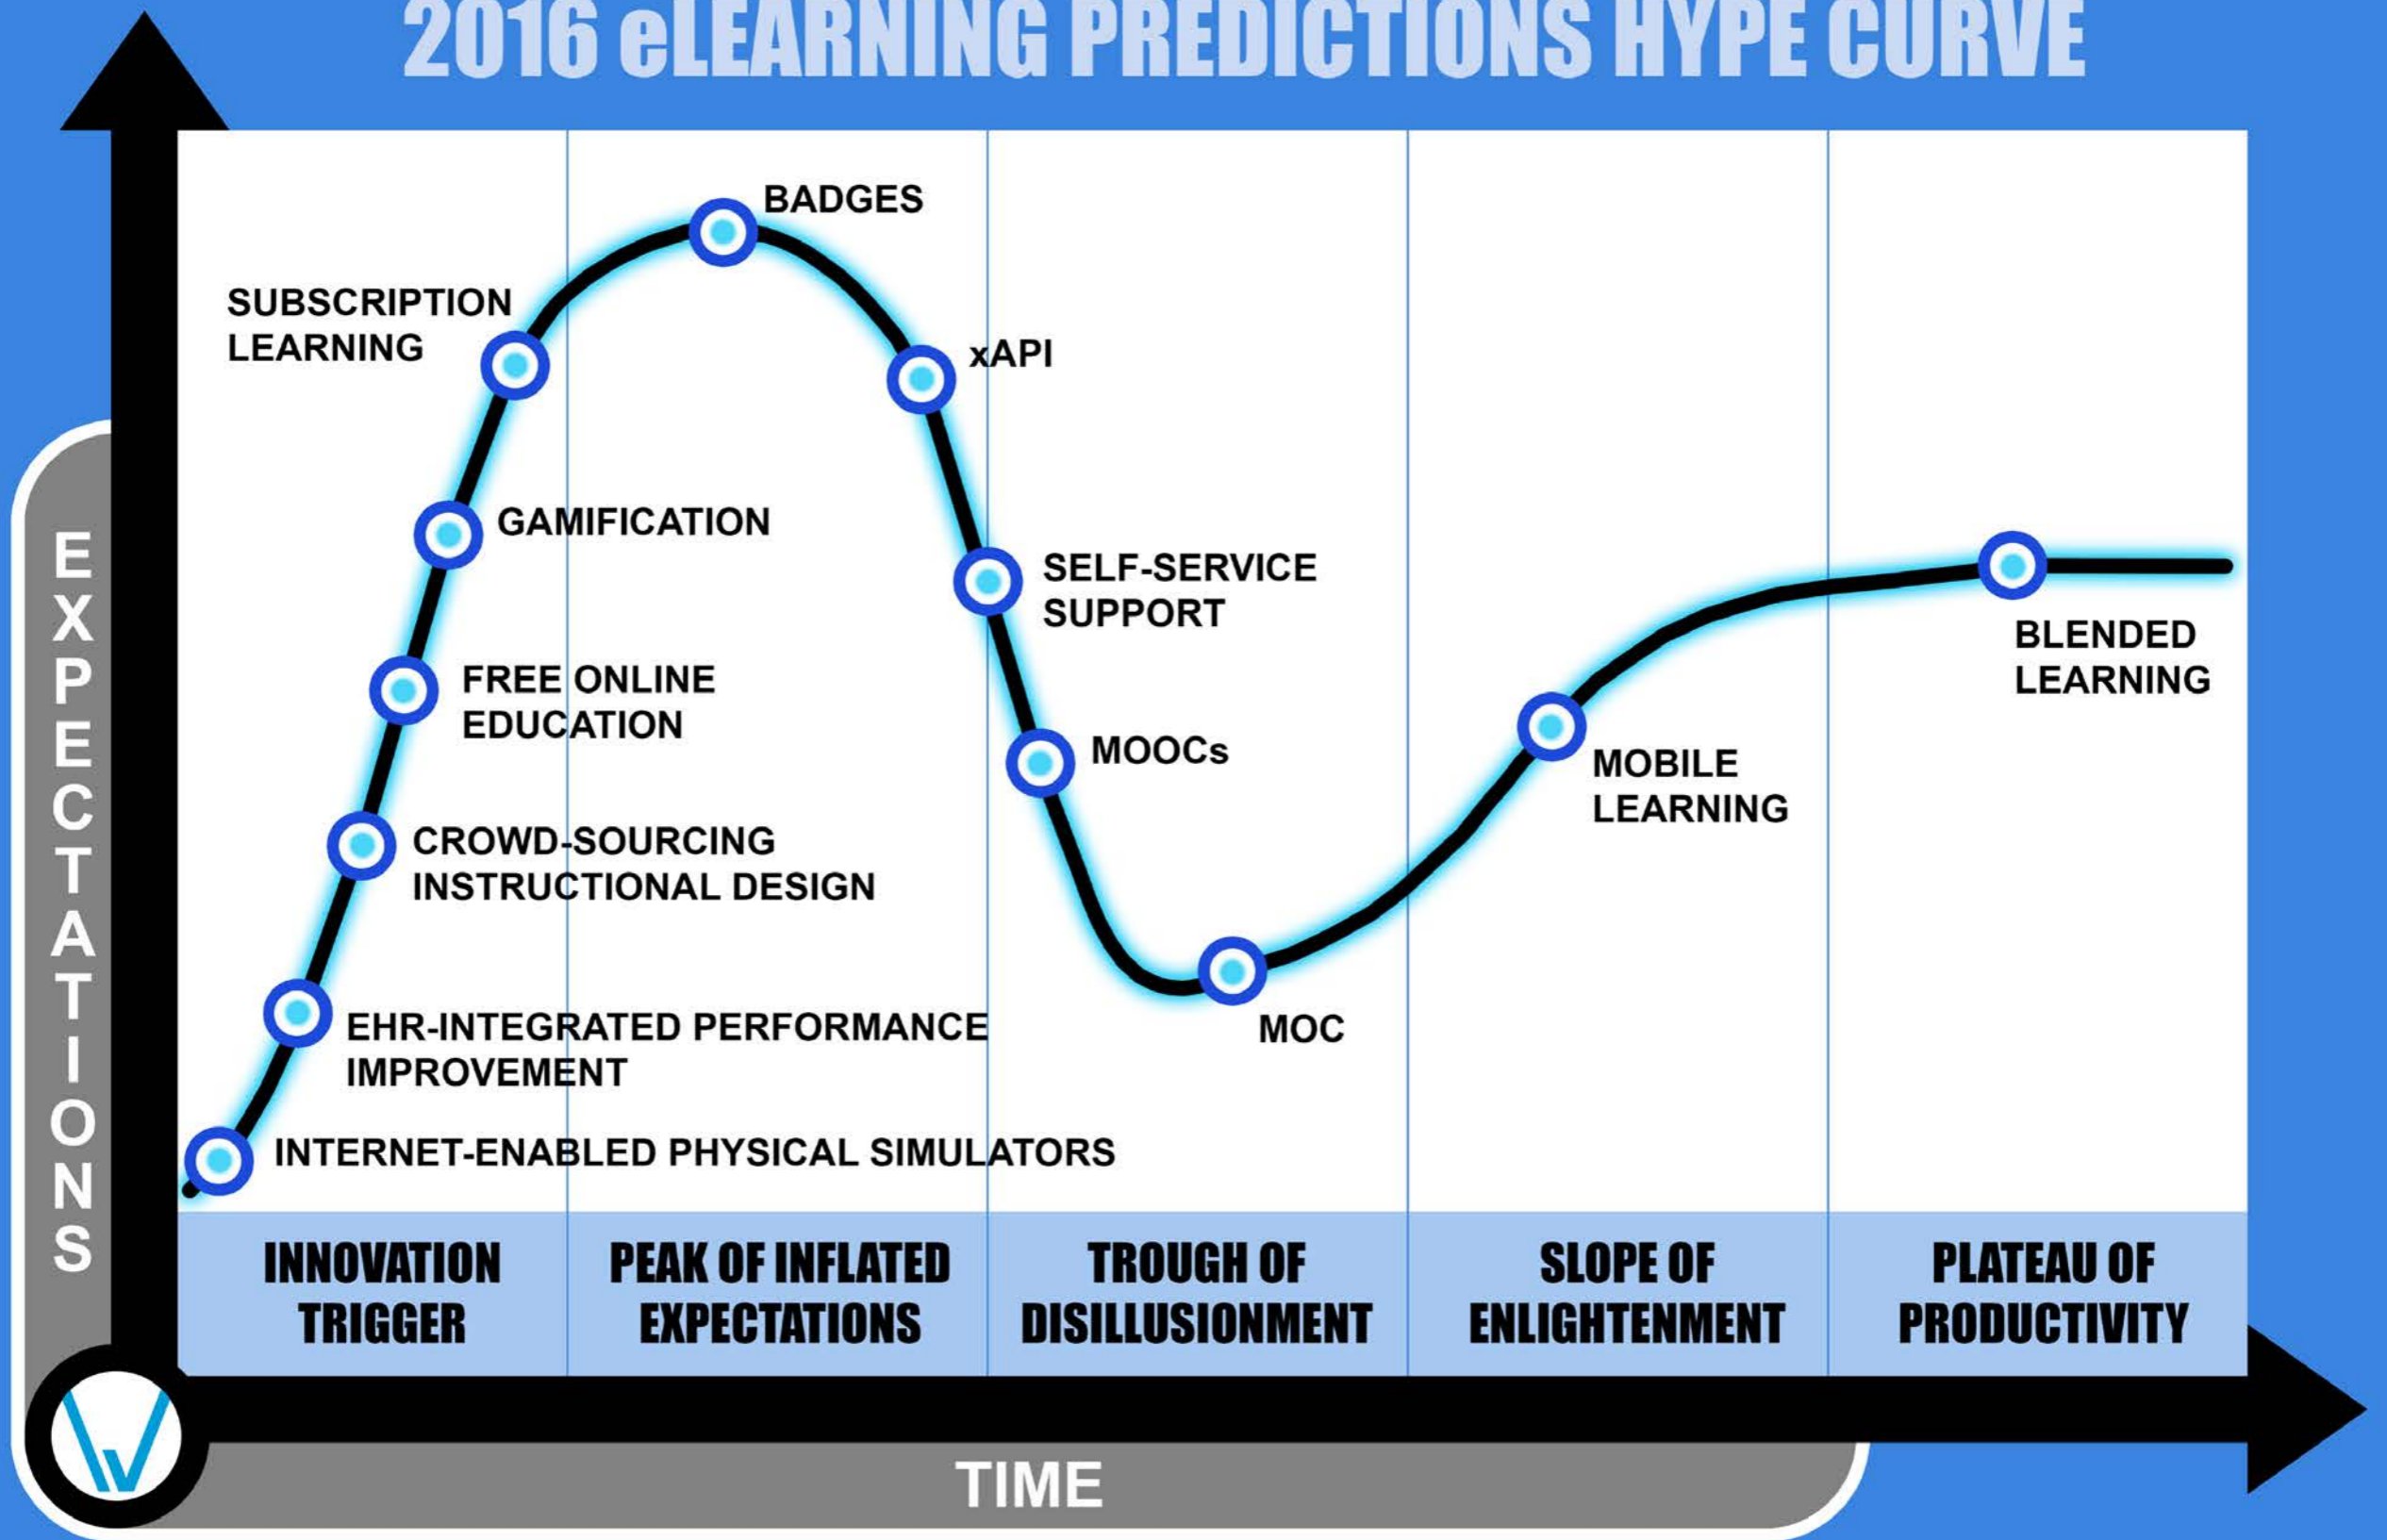 2016 eLEARNING PREDICTIONS HYPE CURVE
BADGES
SUBSCRIPTION
LEARNING
xAPI
GAMIFICATION
SELF-SERVICE
SUPPORT
FREE ONLINE
EDUCATION
MOOCs
BLENDED
LEARNING
MOBILE
LEARNING
CROWD-SOURCING
INSTRUCTIONAL DESIGN
EHR-INTEGRATED PERFORMANCE
IMPROVEMENT
MOC
INTERNET-ENABLED PHYSICAL SIMULATORS
EXPECTATIONS
INNOVATION
TRIGGER
PEAK OF INFLATED
EXPECTATIONS
TROUGH OF
DISILLUSIONMENT
SLOPE OF
ENLIGHTENMENT
PLATEAU OF
PRODUCTIVITY
TIME